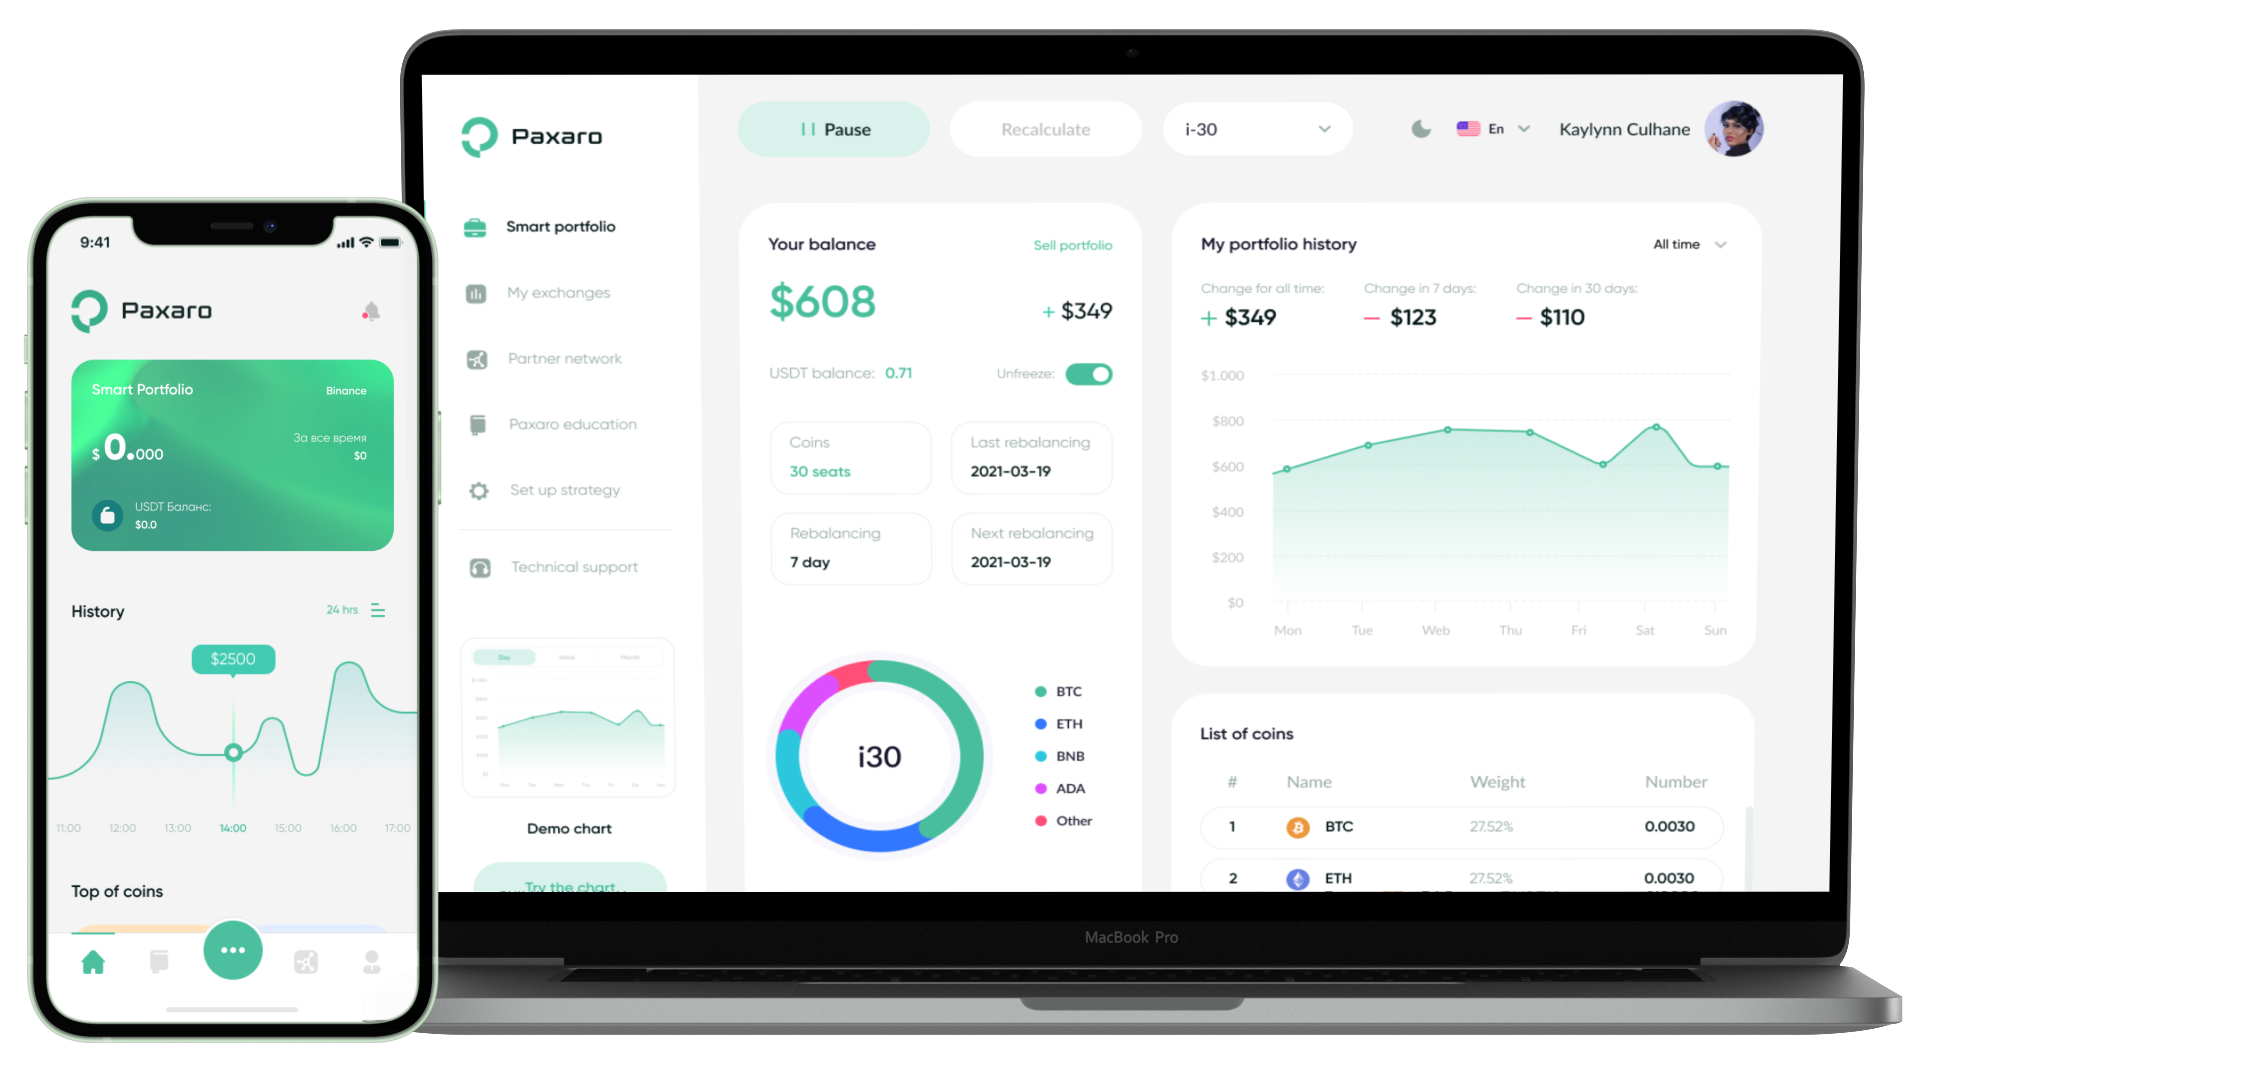 9:41
Paxaro
Smart Portfolio
Binance
$ 0.000
За все время
$0
USDT Баланс:
$0.0
History
24 hrs
$2500
11:00 12:00 13:00 14:00 15:00 16:00 17:00
Top of coins
Paxaro
Smart portfolio
My exchanges
Partner network
Paxaro education
Set up strategy
Technical support
Day Week Month
Demo chart
Try the chart
Pause
Recalculate
i-30
En
Kaylynn Culhane
Your balance
Sell portfolio
$608
+ $349
USDT balance: 0.71
Unfreeze:
Coins
30 seats
Last rebalancing
2021-03-19
Rebalancing
7 day
Next rebalancing
2021-03-19
i30
BTC
ETH
BNB
ADA
Other
My portfolio history
All time
Change for all time:
+ $349
Change in 7 days:
— $123
Change in 30 days:
— $110
$1.000
$800
$600
$400
$200
$0
Mon Tue Web Thu Fri Sat Sun
List of coins
# Name Weight Number
1 BTC 27.52% 0.0030
2 ETH 27.52% 0.0030
MacBook Pro